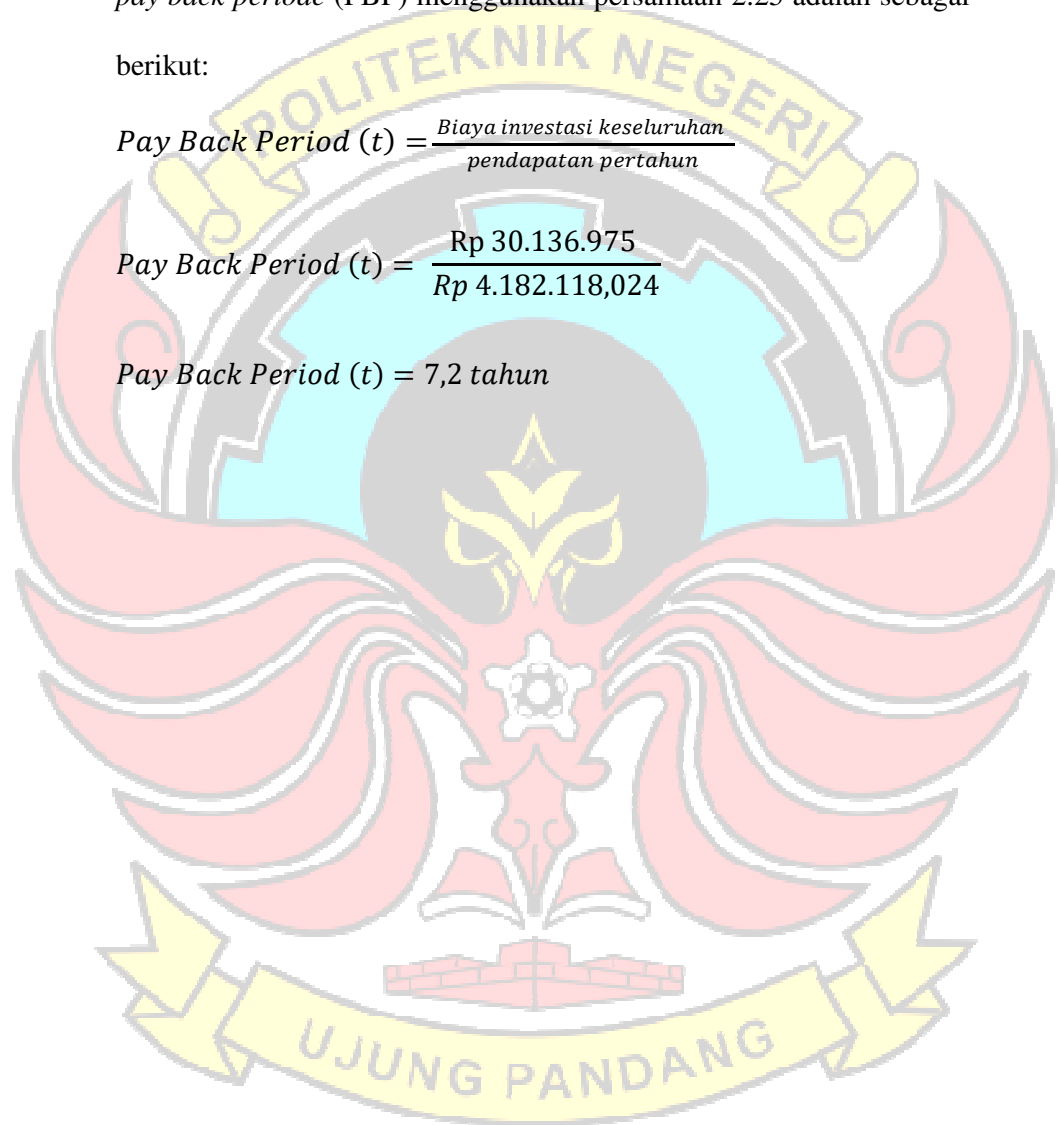 pay back periode (PBP) menggunakan persamaan 2.25 adalah sebagai
berikut:
Pay Back Period (t) = Biaya investasi keseluruhan / pendapatan pertahun
Pay Back Period (t) = Rp 30.136.975 / Rp 4.182.118,024
Pay Back Period (t) = 7,2 tahun
POLITEKNIK NEGERI
UJUNG PANDANG